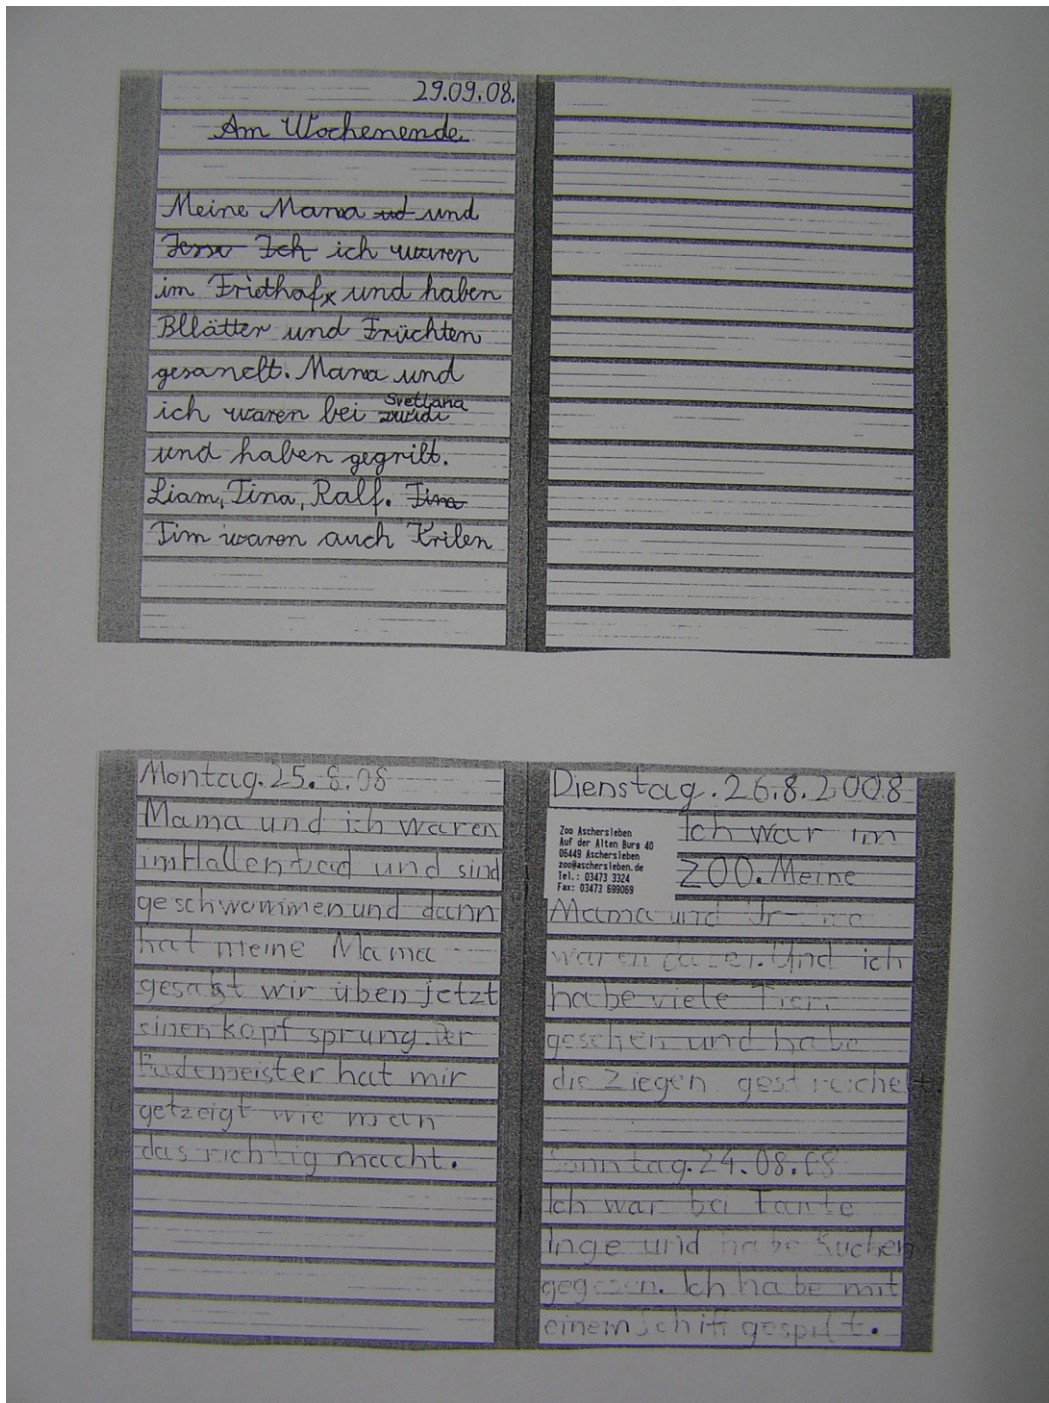 29.09.08.
Am Wochenende
Meine Mama ud und
Ich ich waren
im Friethof und haben
Bllätter und Früchten
gesamelt. Mama und
ich waren bei Svetlana
und haben gegrilt.
Liam, Tina, Ralf. Tina
Tim waren auch Krilen
Montag. 25.8.08
Mama und ich waren
im Hallenbad und sind
geschwommen und dann
hat meine Mama
gesagt wir üben jetzt
einen kopf sprung. Der
Bademeister hat mir
getzeigt wie man
das richtig macht.
Dienstag. 26.8.2008
Zoo Aschersleben
Auf der Alten Burg 40
06449 Aschersleben
zoo@aschersleben.de
Tel.: 03473 3324
Fax: 03473 699069
Ich war im
ZOO. Meine
Mama und
waren dabei. Und ich
habe viele Tiere
gesehen und habe
die Ziegen gestreichelt.
Sonntag. 24.08.08
Ich war bei Tante
Inge und habe Kuchen
gegessen. Ich habe mit
einem Schiff gespilt.